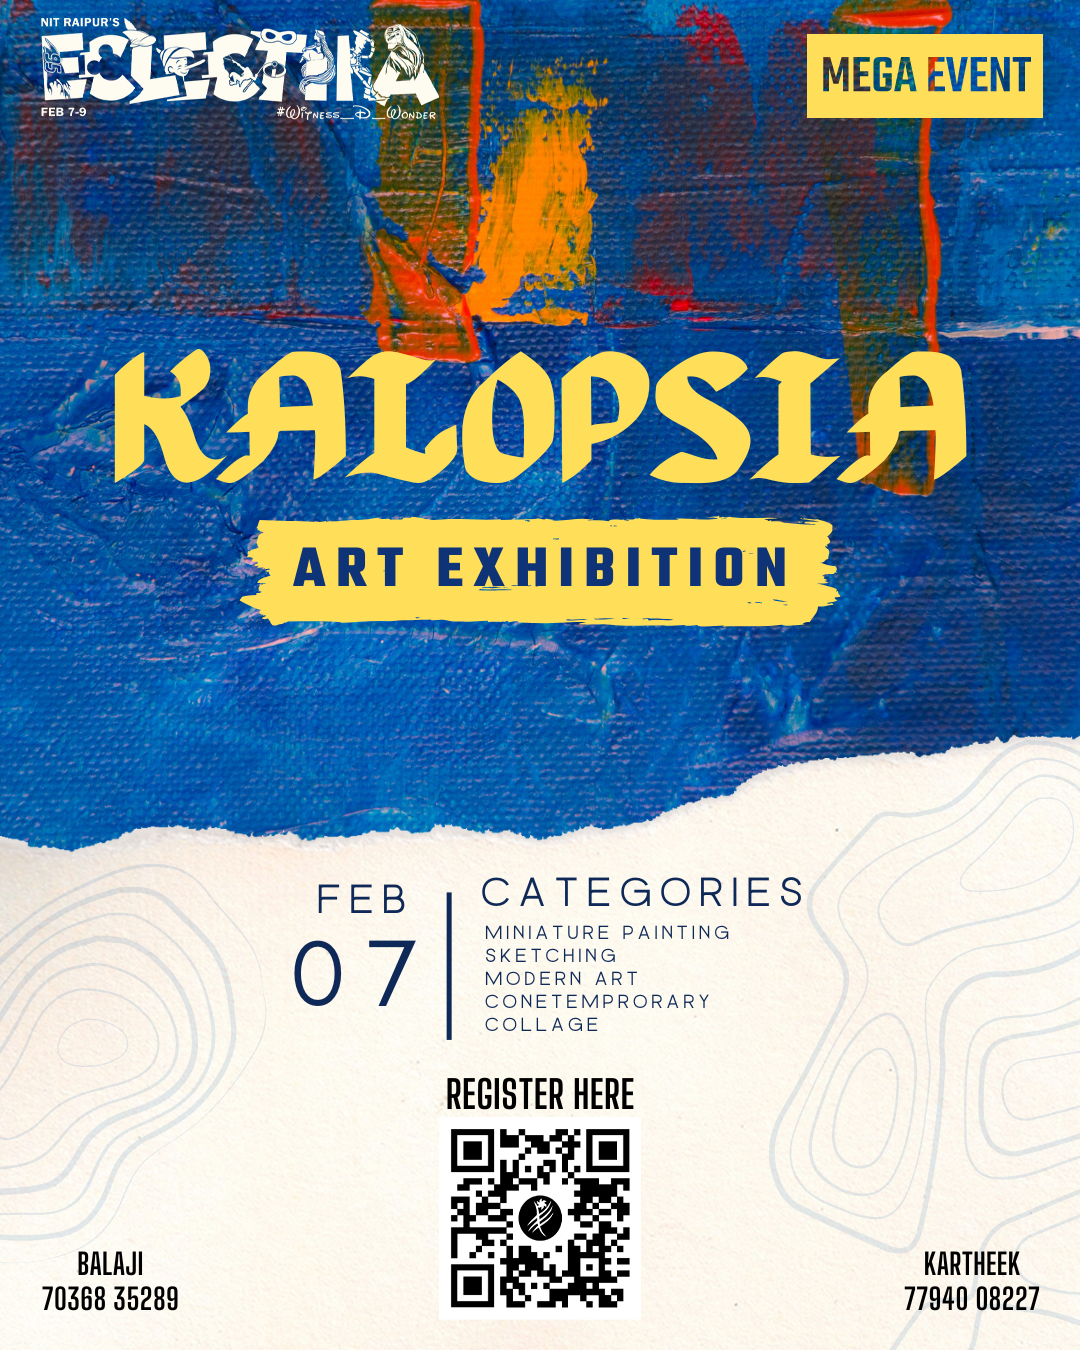 NIT RAIPUR'S
ECLECTIKA
FEB 7-9
#Witness_D_Wonder
MEGA EVENT
KALOPSIA
ART EXHIBITION
FEB
07
CATEGORIES
MINIATURE PAINTING
SKETCHING
MODERN ART
CONETEMPRORARY
COLLAGE
REGISTER HERE
BALAJI
70368 35289
KARTHEEK
77940 08227